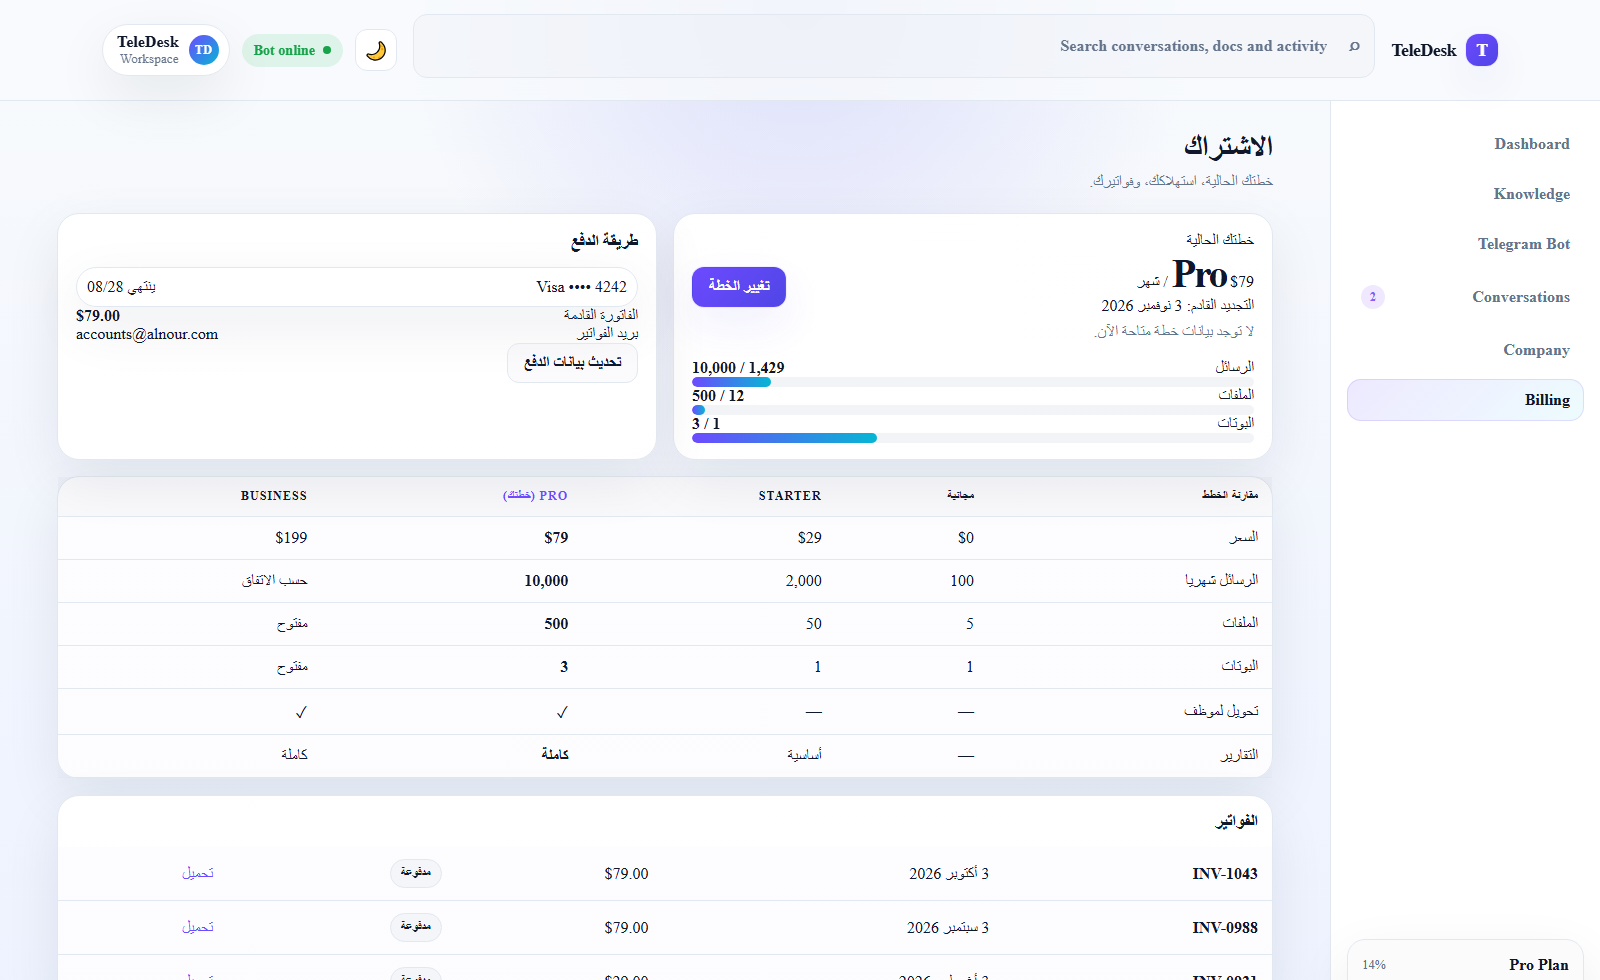 T TeleDesk
Search conversations, docs and activity
Bot online
TD TeleDesk
Workspace
Dashboard
Knowledge
Telegram Bot
Conversations 2
Company
Billing
Pro Plan 14%
الاشتراك
خطتك الحالية، استهلاكك، وفواتيرك.
خطتك الحالية
Pro $79 / شهر
التجديد القادم: 3 نوفمبر 2026
لا توجد بيانات خطة متاحة الآن.
تغيير الخطة
الرسائل 1,429 / 10,000
الملفات 12 / 500
البوتات 1 / 3
طريقة الدفع
Visa •••• 4242 ينتهي 08/28
الفاتورة القادمة $79.00
بريد الفواتير accounts@alnour.com
تحديث بيانات الدفع
مقارنة الخطط مجانية STARTER PRO (خطتك) BUSINESS
السعر $0 $29 $79 $199
الرسائل شهريا 100 2,000 10,000 حسب الاتفاق
الملفات 5 50 500 مفتوح
البوتات 1 1 3 مفتوح
تحويل لموظف — — ✓ ✓
التقارير — أساسية كاملة كاملة
الفواتير
INV-1043 3 أكتوبر 2026 $79.00 مدفوعة تحميل
INV-0988 3 سبتمبر 2026 $79.00 مدفوعة تحميل